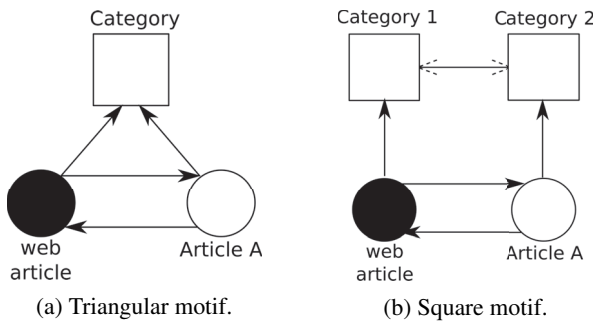 Category
web
article
Article A
(a) Triangular motif.
Category 1
Category 2
web
article
Article A
(b) Square motif.